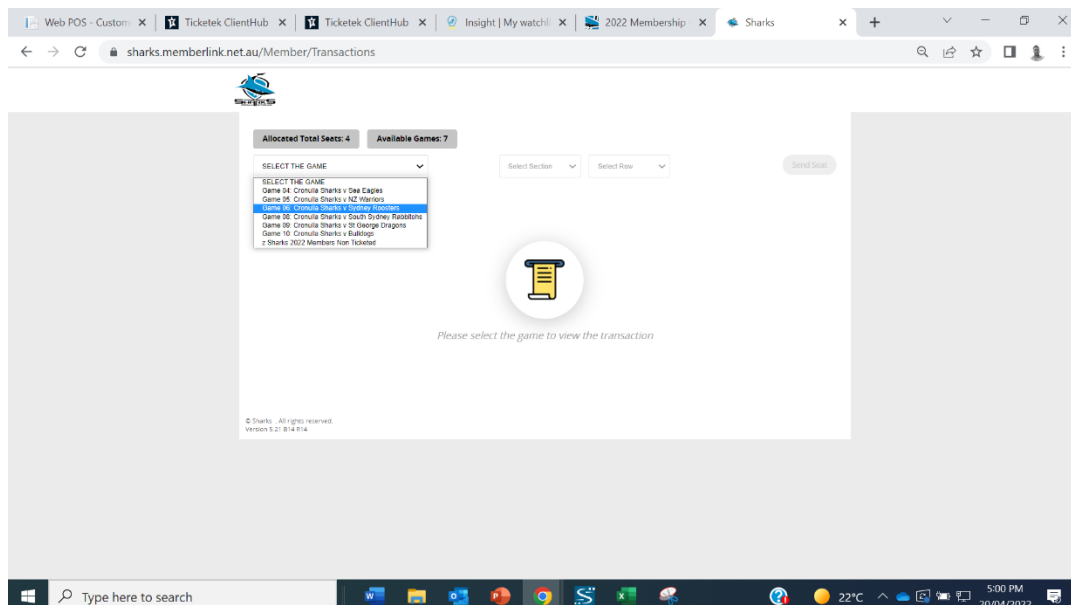 Web POS - Custom
Ticketek ClientHub
Ticketek ClientHub
Insight | My watchli
2022 Membership
Sharks
sharks.memberlink.net.au/Member/Transactions
SHARKS
Allocated Total Seats: 4
Available Games: 7
SELECT THE GAME
Select Section
Select Row
Send Seat
SELECT THE GAME
Game 04: Cronulla Sharks v Sea Eagles
Game 05: Cronulla Sharks v NZ Warriors
Game 06: Cronulla Sharks v Sydney Roosters
Game 08: Cronulla Sharks v South Sydney Rabbitohs
Game 09: Cronulla Sharks v St George Dragons
Game 10: Cronulla Sharks v Bulldogs
z Sharks 2022 Members Non Ticketed
Please select the game to view the transaction
© Sharks . All rights reserved.
Version 5.21 B14 R14
Type here to search
22°C
5:00 PM
20/04/2022